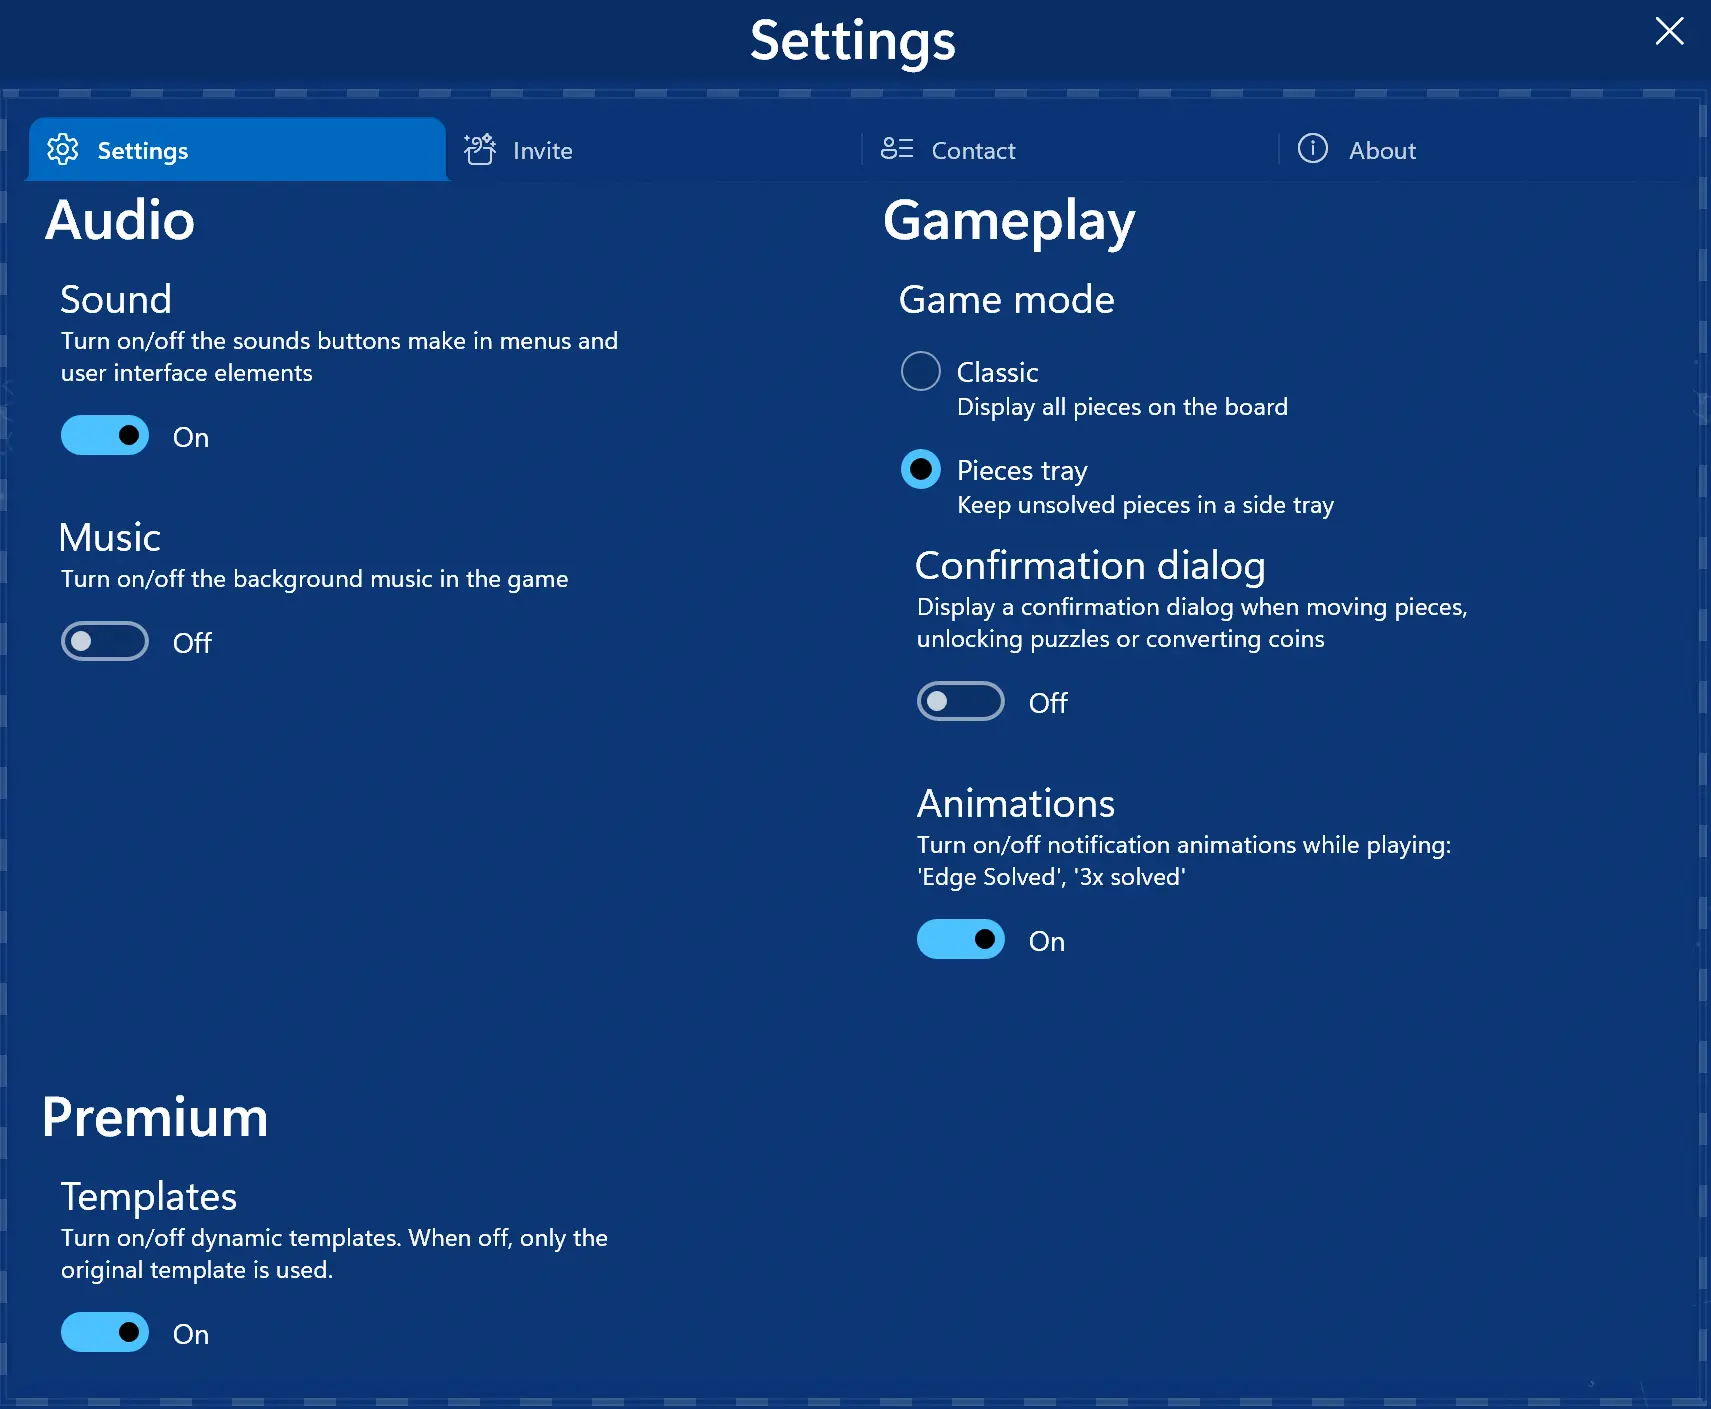 Settings
Settings
Invite
Contact
About
Audio
Sound
Turn on/off the sounds buttons make in menus and
user interface elements
On
Music
Turn on/off the background music in the game
Off
Gameplay
Game mode
Classic
Display all pieces on the board
Pieces tray
Keep unsolved pieces in a side tray
Confirmation dialog
Display a confirmation dialog when moving pieces,
unlocking puzzles or converting coins
Off
Animations
Turn on/off notification animations while playing:
'Edge Solved', '3x solved'
On
Premium
Templates
Turn on/off dynamic templates. When off, only the
original template is used.
On